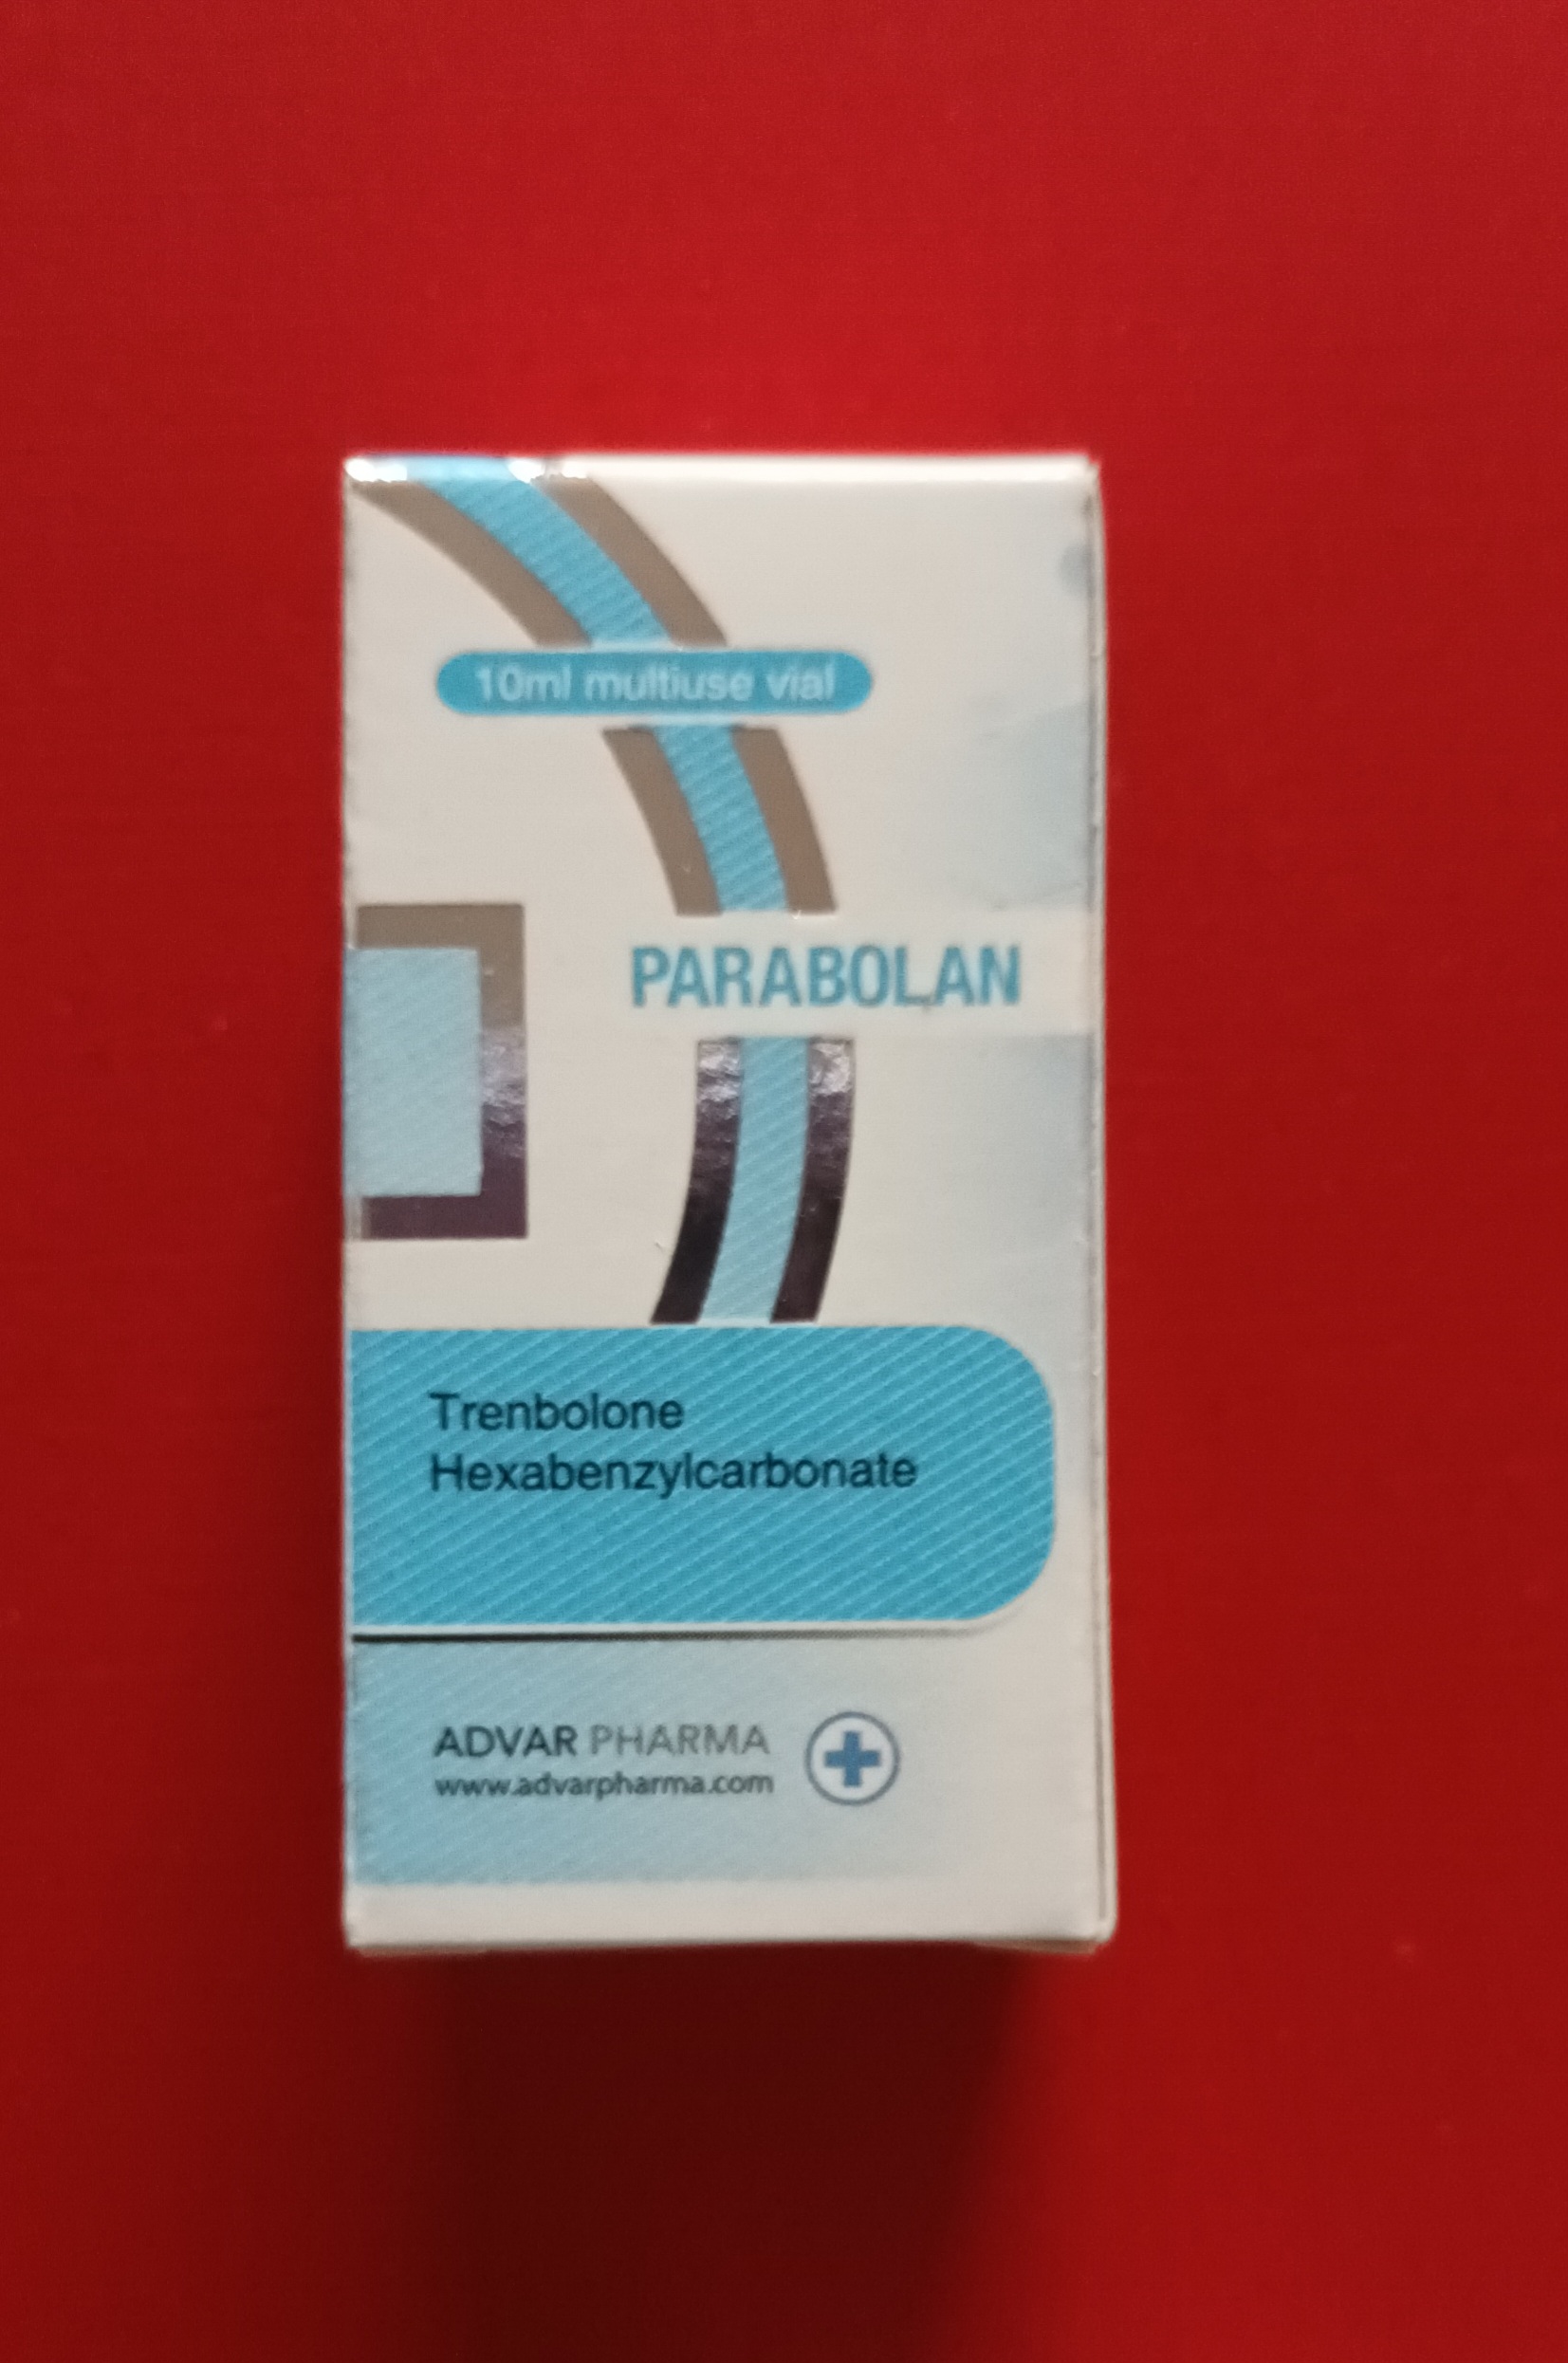 10ml multiuse vial
PARABOLAN
Trenbolone
Hexabenzylcarbonate
ADVAR PHARMA
www.advarpharma.com